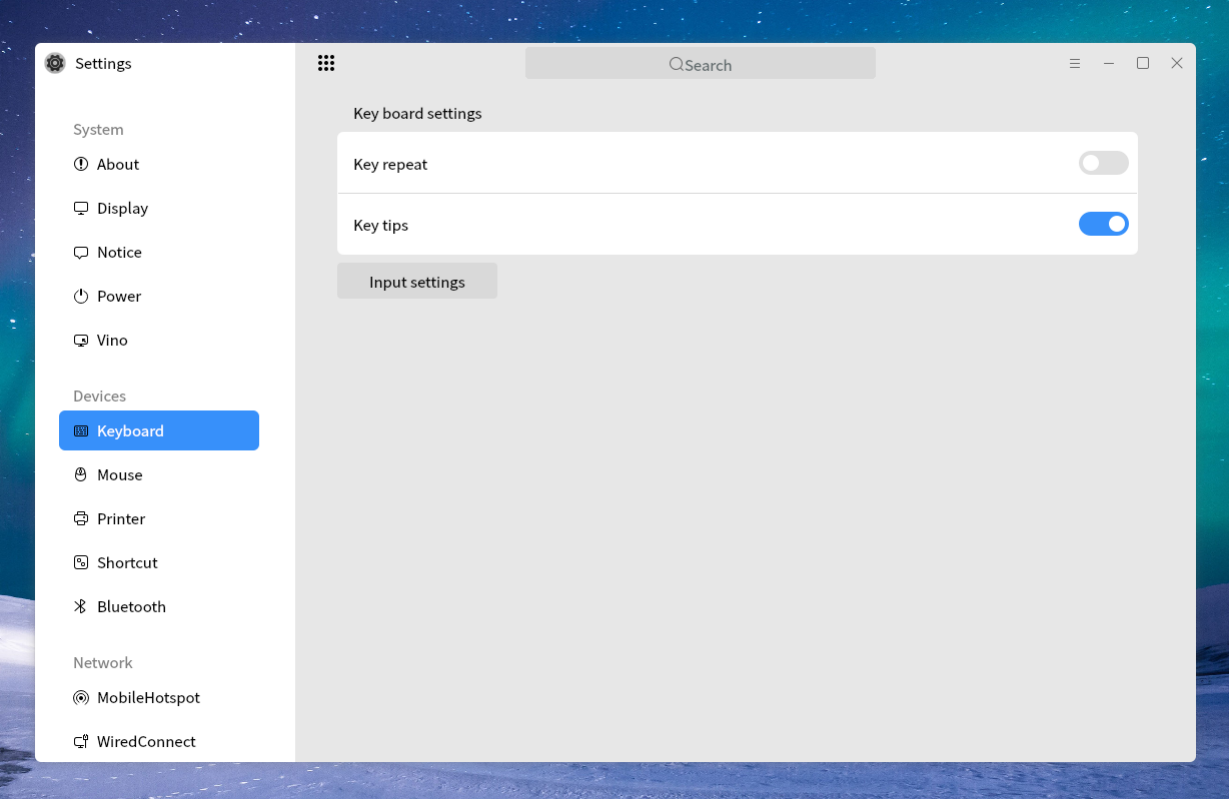 Settings
Search
System
About
Display
Notice
Power
Vino
Devices
Keyboard
Mouse
Printer
Shortcut
Bluetooth
Network
MobileHotspot
WiredConnect
Key board settings
Key repeat
Key tips
Input settings